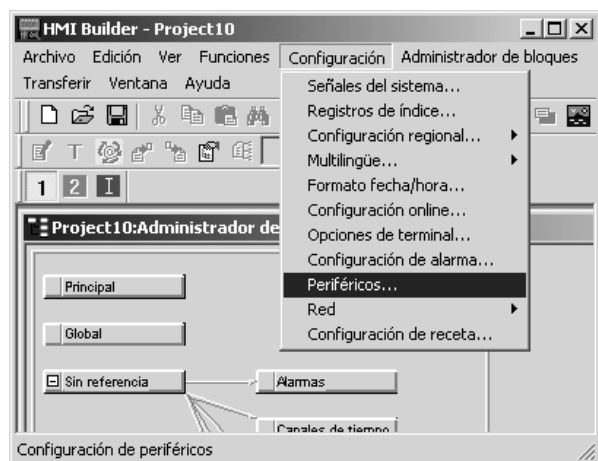 HMI Builder - Project10
Archivo Edición Ver Funciones Configuración Administrador de bloques
Transferir Ventana Ayuda
Señales del sistema...
Registros de índice...
Configuración regional...
Multilingüe...
Formato fecha/hora...
Configuración online...
Opciones de terminal...
Configuración de alarma...
Periféricos...
Red
Configuración de receta...
T
1 2 I
Project10:Administrador de
Principal
Global
Sin referencia
Alarmas
Canales de tiempo
Configuración de periféricos